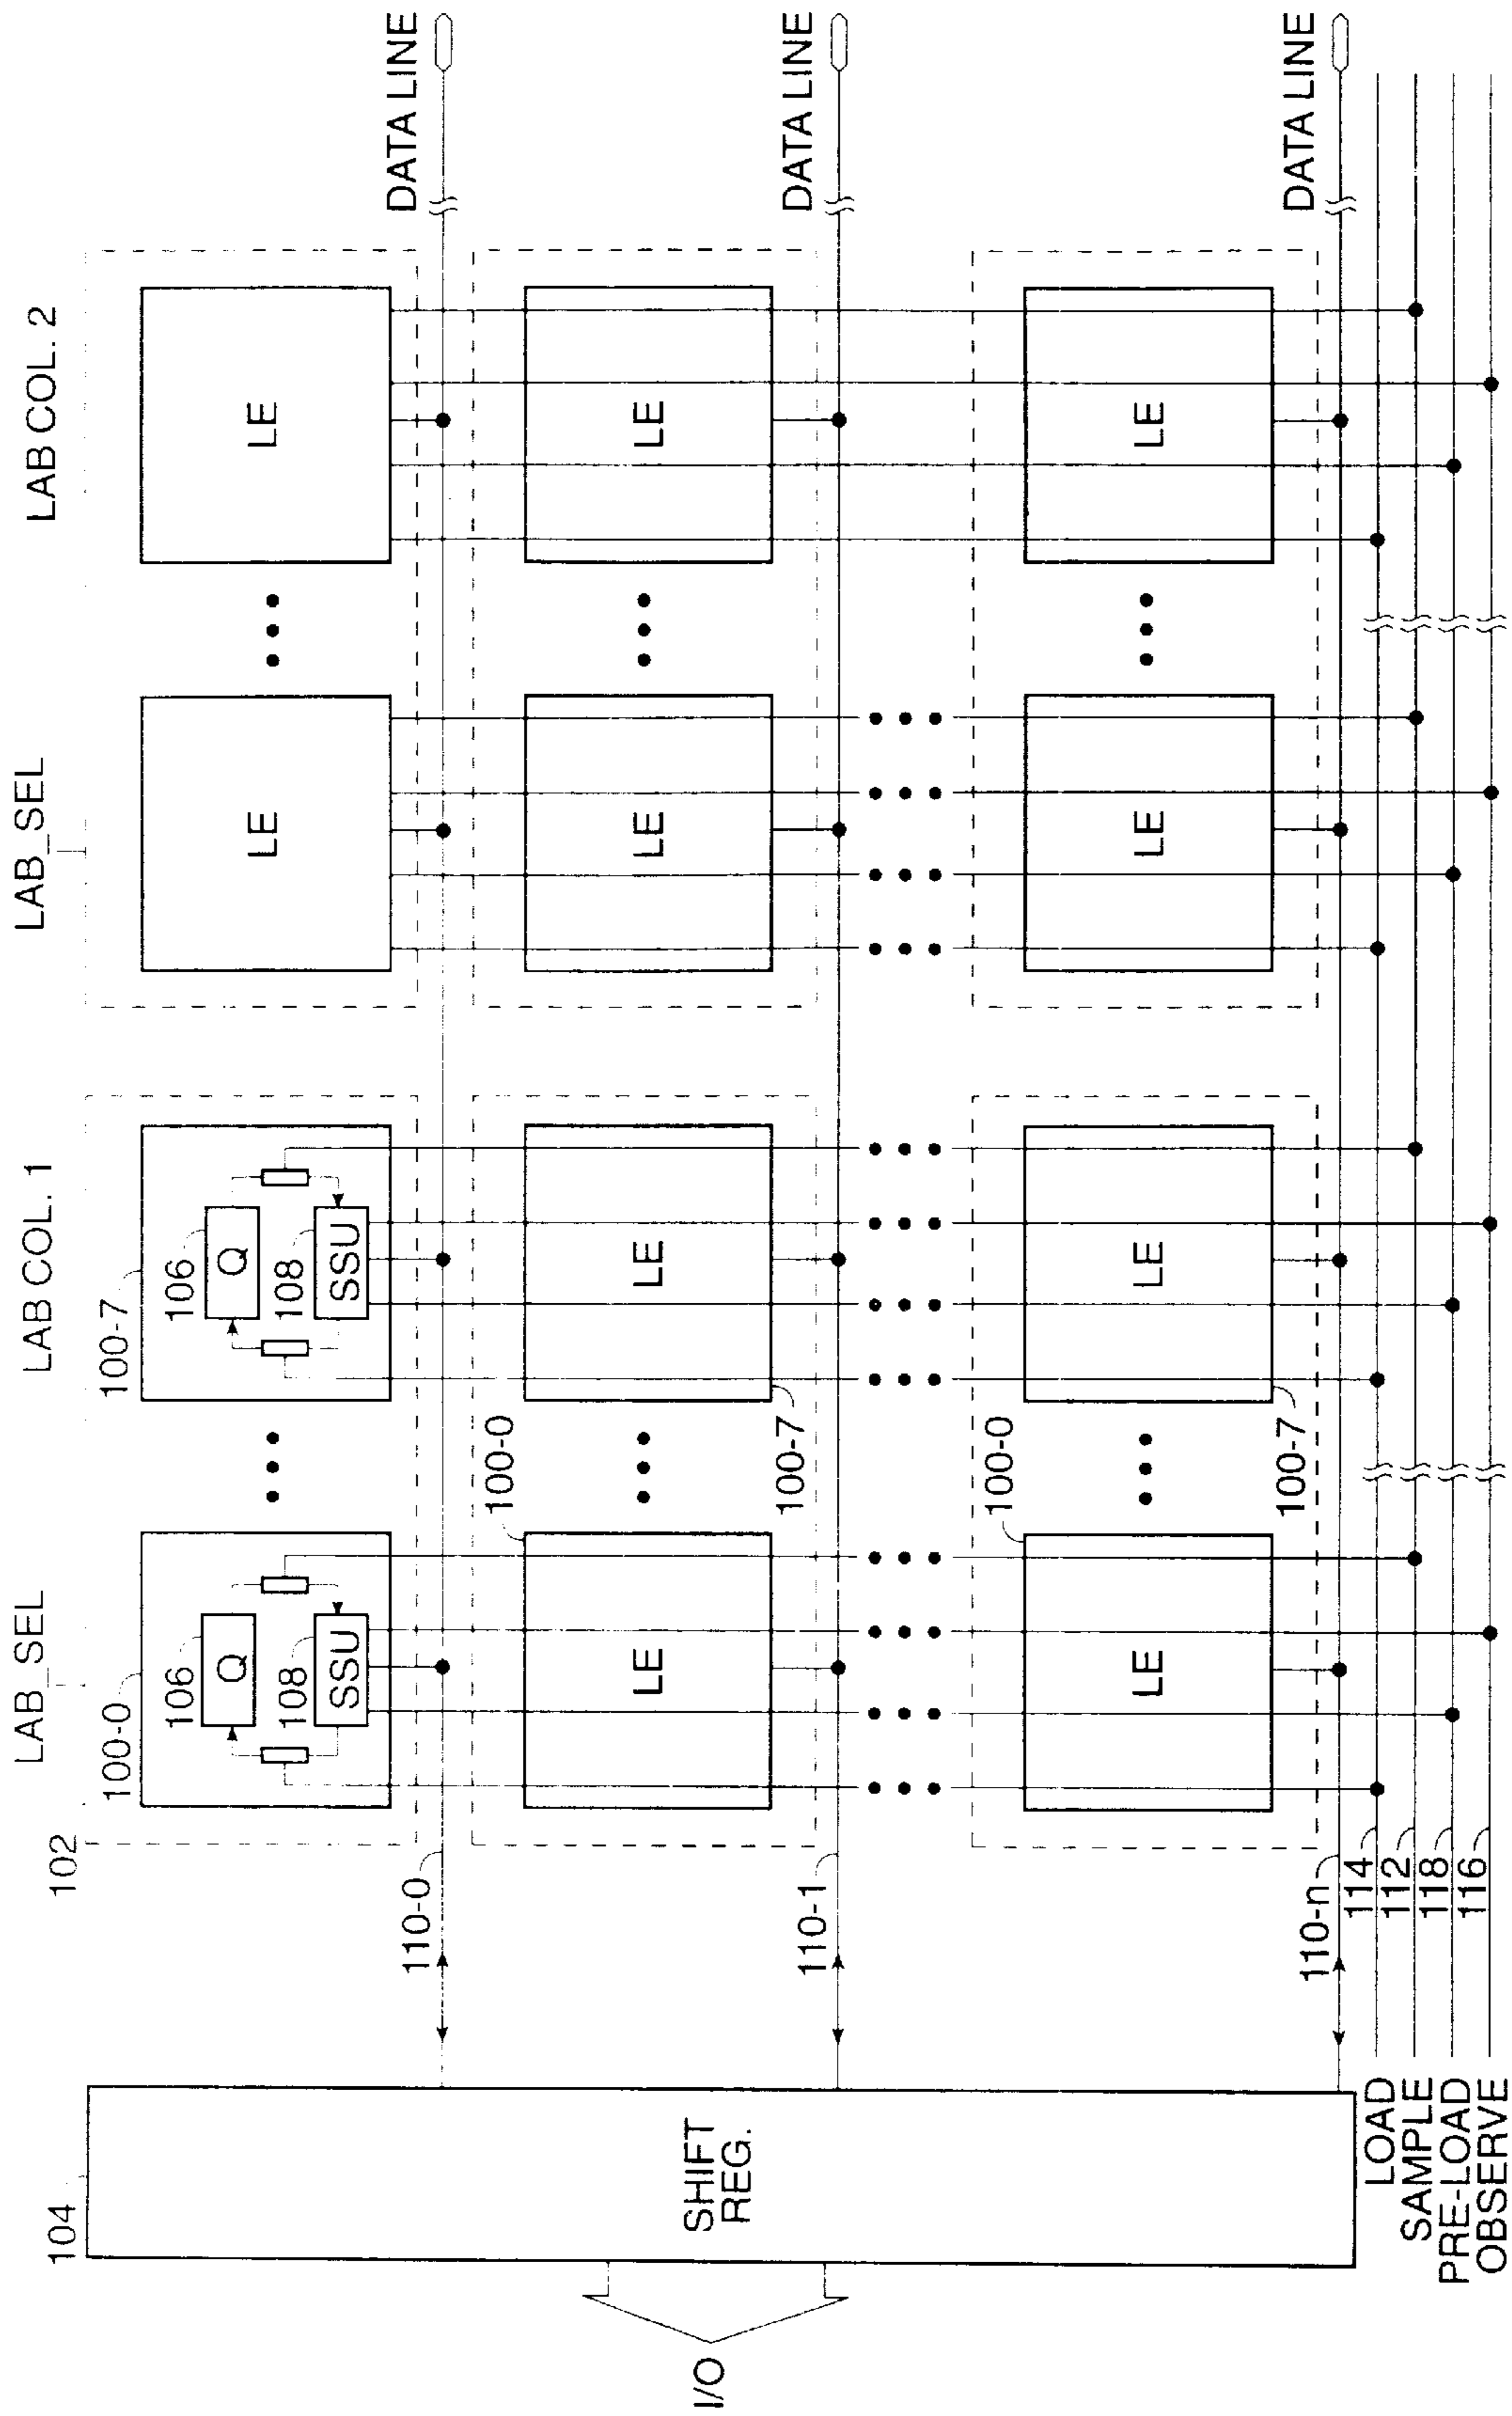 LAB_SEL
LAB COL. 1
LAB_SEL
LAB COL. 2
102
100-0
106
Q
108
SSU
100-7
106
Q
108
SSU
LE
LE
104
110-0
DATA LINE
100-0
LE
LE
LE
LE
100-7
110-1
DATA LINE
SHIFT
REG.
I/O
100-0
LE
LE
LE
LE
100-7
110-n
DATA LINE
LOAD
114
SAMPLE
112
PRE-LOAD
118
OBSERVE
116